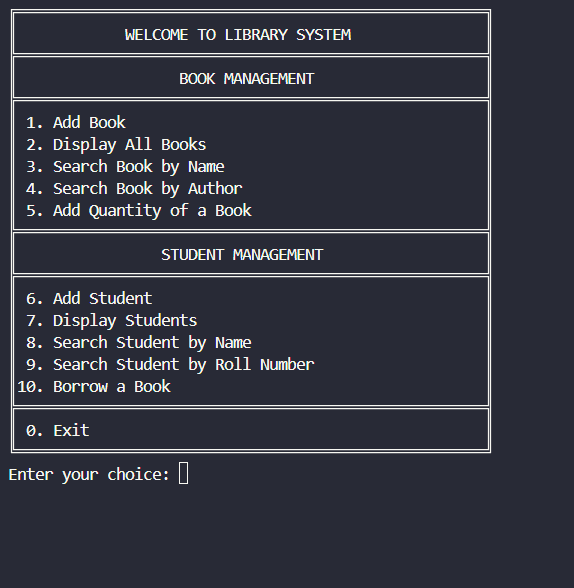 WELCOME TO LIBRARY SYSTEM
BOOK MANAGEMENT
1. Add Book
2. Display All Books
3. Search Book by Name
4. Search Book by Author
5. Add Quantity of a Book
STUDENT MANAGEMENT
6. Add Student
7. Display Students
8. Search Student by Name
9. Search Student by Roll Number
10. Borrow a Book
0. Exit
Enter your choice: